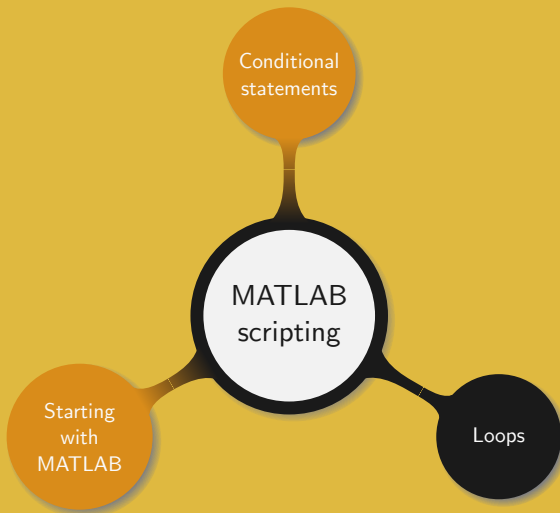 Conditional
statements
MATLAB
scripting
Starting
with
MATLAB
Loops